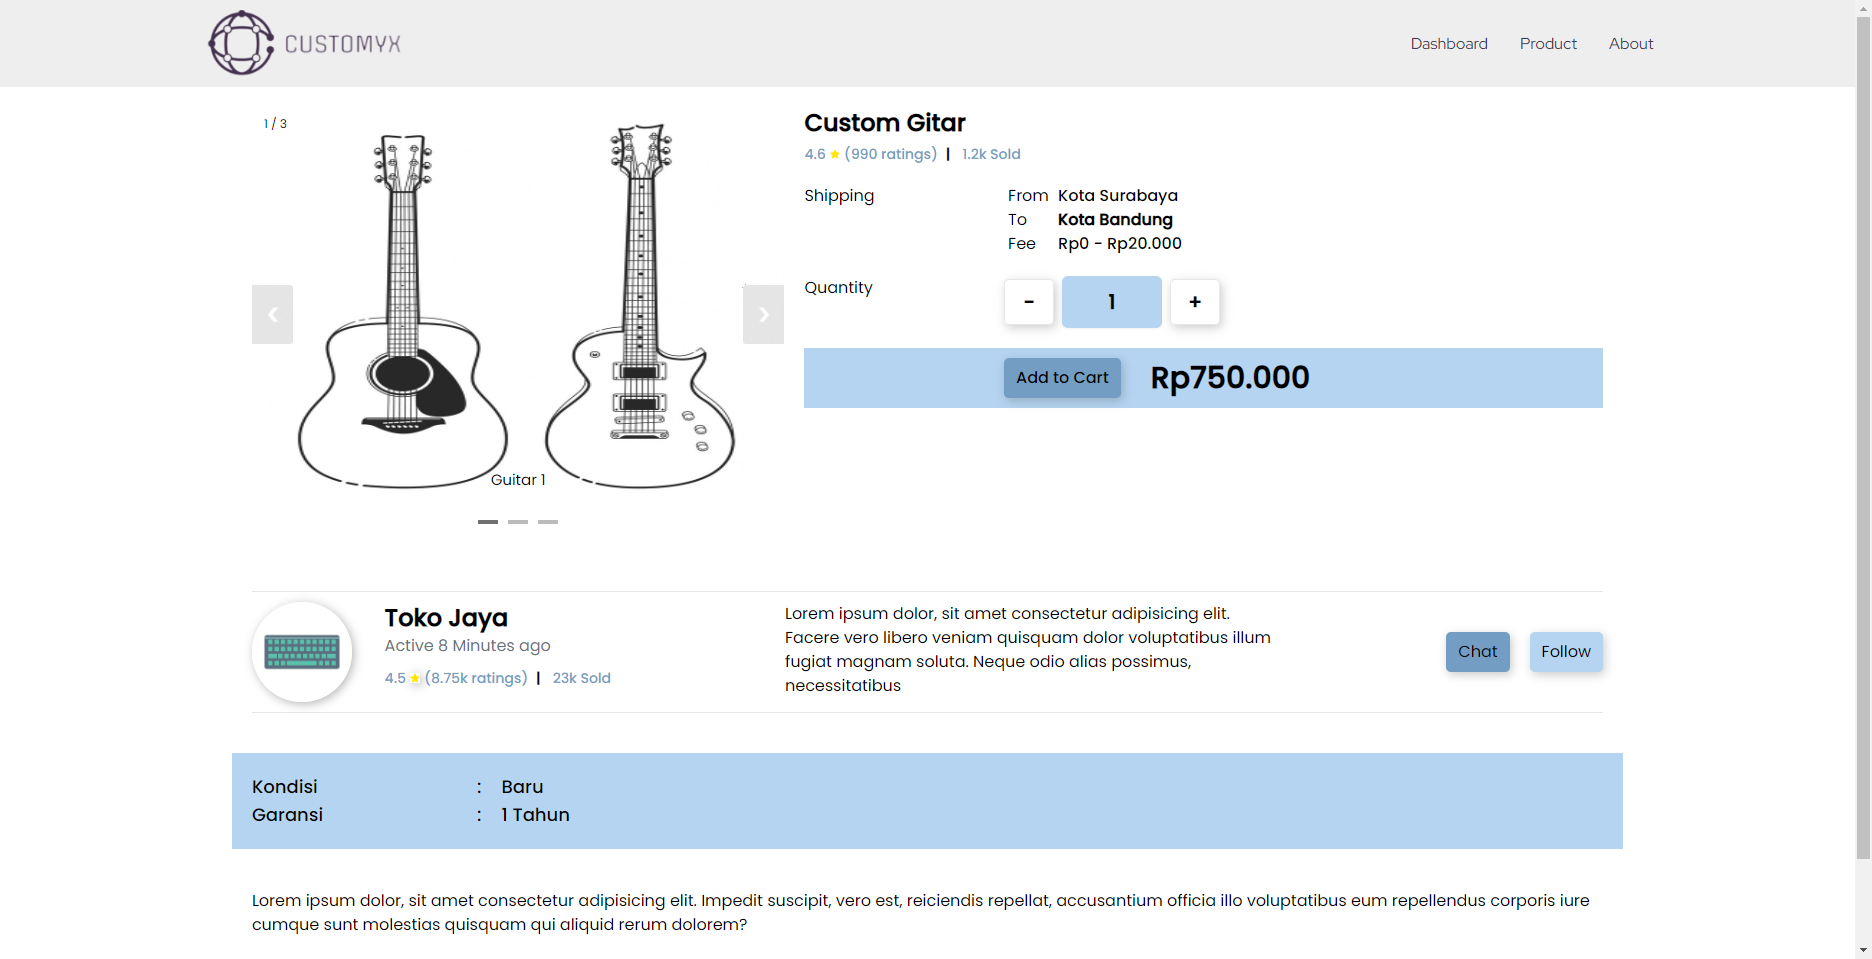 CUSTOMYX
Dashboard Product About
1 / 3
Guitar 1
Custom Gitar
4.6 ★ (990 ratings) | 1.2k Sold
Shipping
From Kota Surabaya
To Kota Bandung
Fee Rp0 - Rp20.000
Quantity
- 1 +
Add to Cart Rp750.000
Toko Jaya
Active 8 Minutes ago
4.5 ★ (8.75k ratings) | 23k Sold
Lorem ipsum dolor, sit amet consectetur adipisicing elit.
Facere vero libero veniam quisquam dolor voluptatibus illum
fugiat magnam soluta. Neque odio alias possimus,
necessitatibus
Chat Follow
Kondisi : Baru
Garansi : 1 Tahun
Lorem ipsum dolor, sit amet consectetur adipisicing elit. Impedit suscipit, vero est, reiciendis repellat, accusantium officia illo voluptatibus eum repellendus corporis iure
cumque sunt molestias quisquam qui aliquid rerum dolorem?